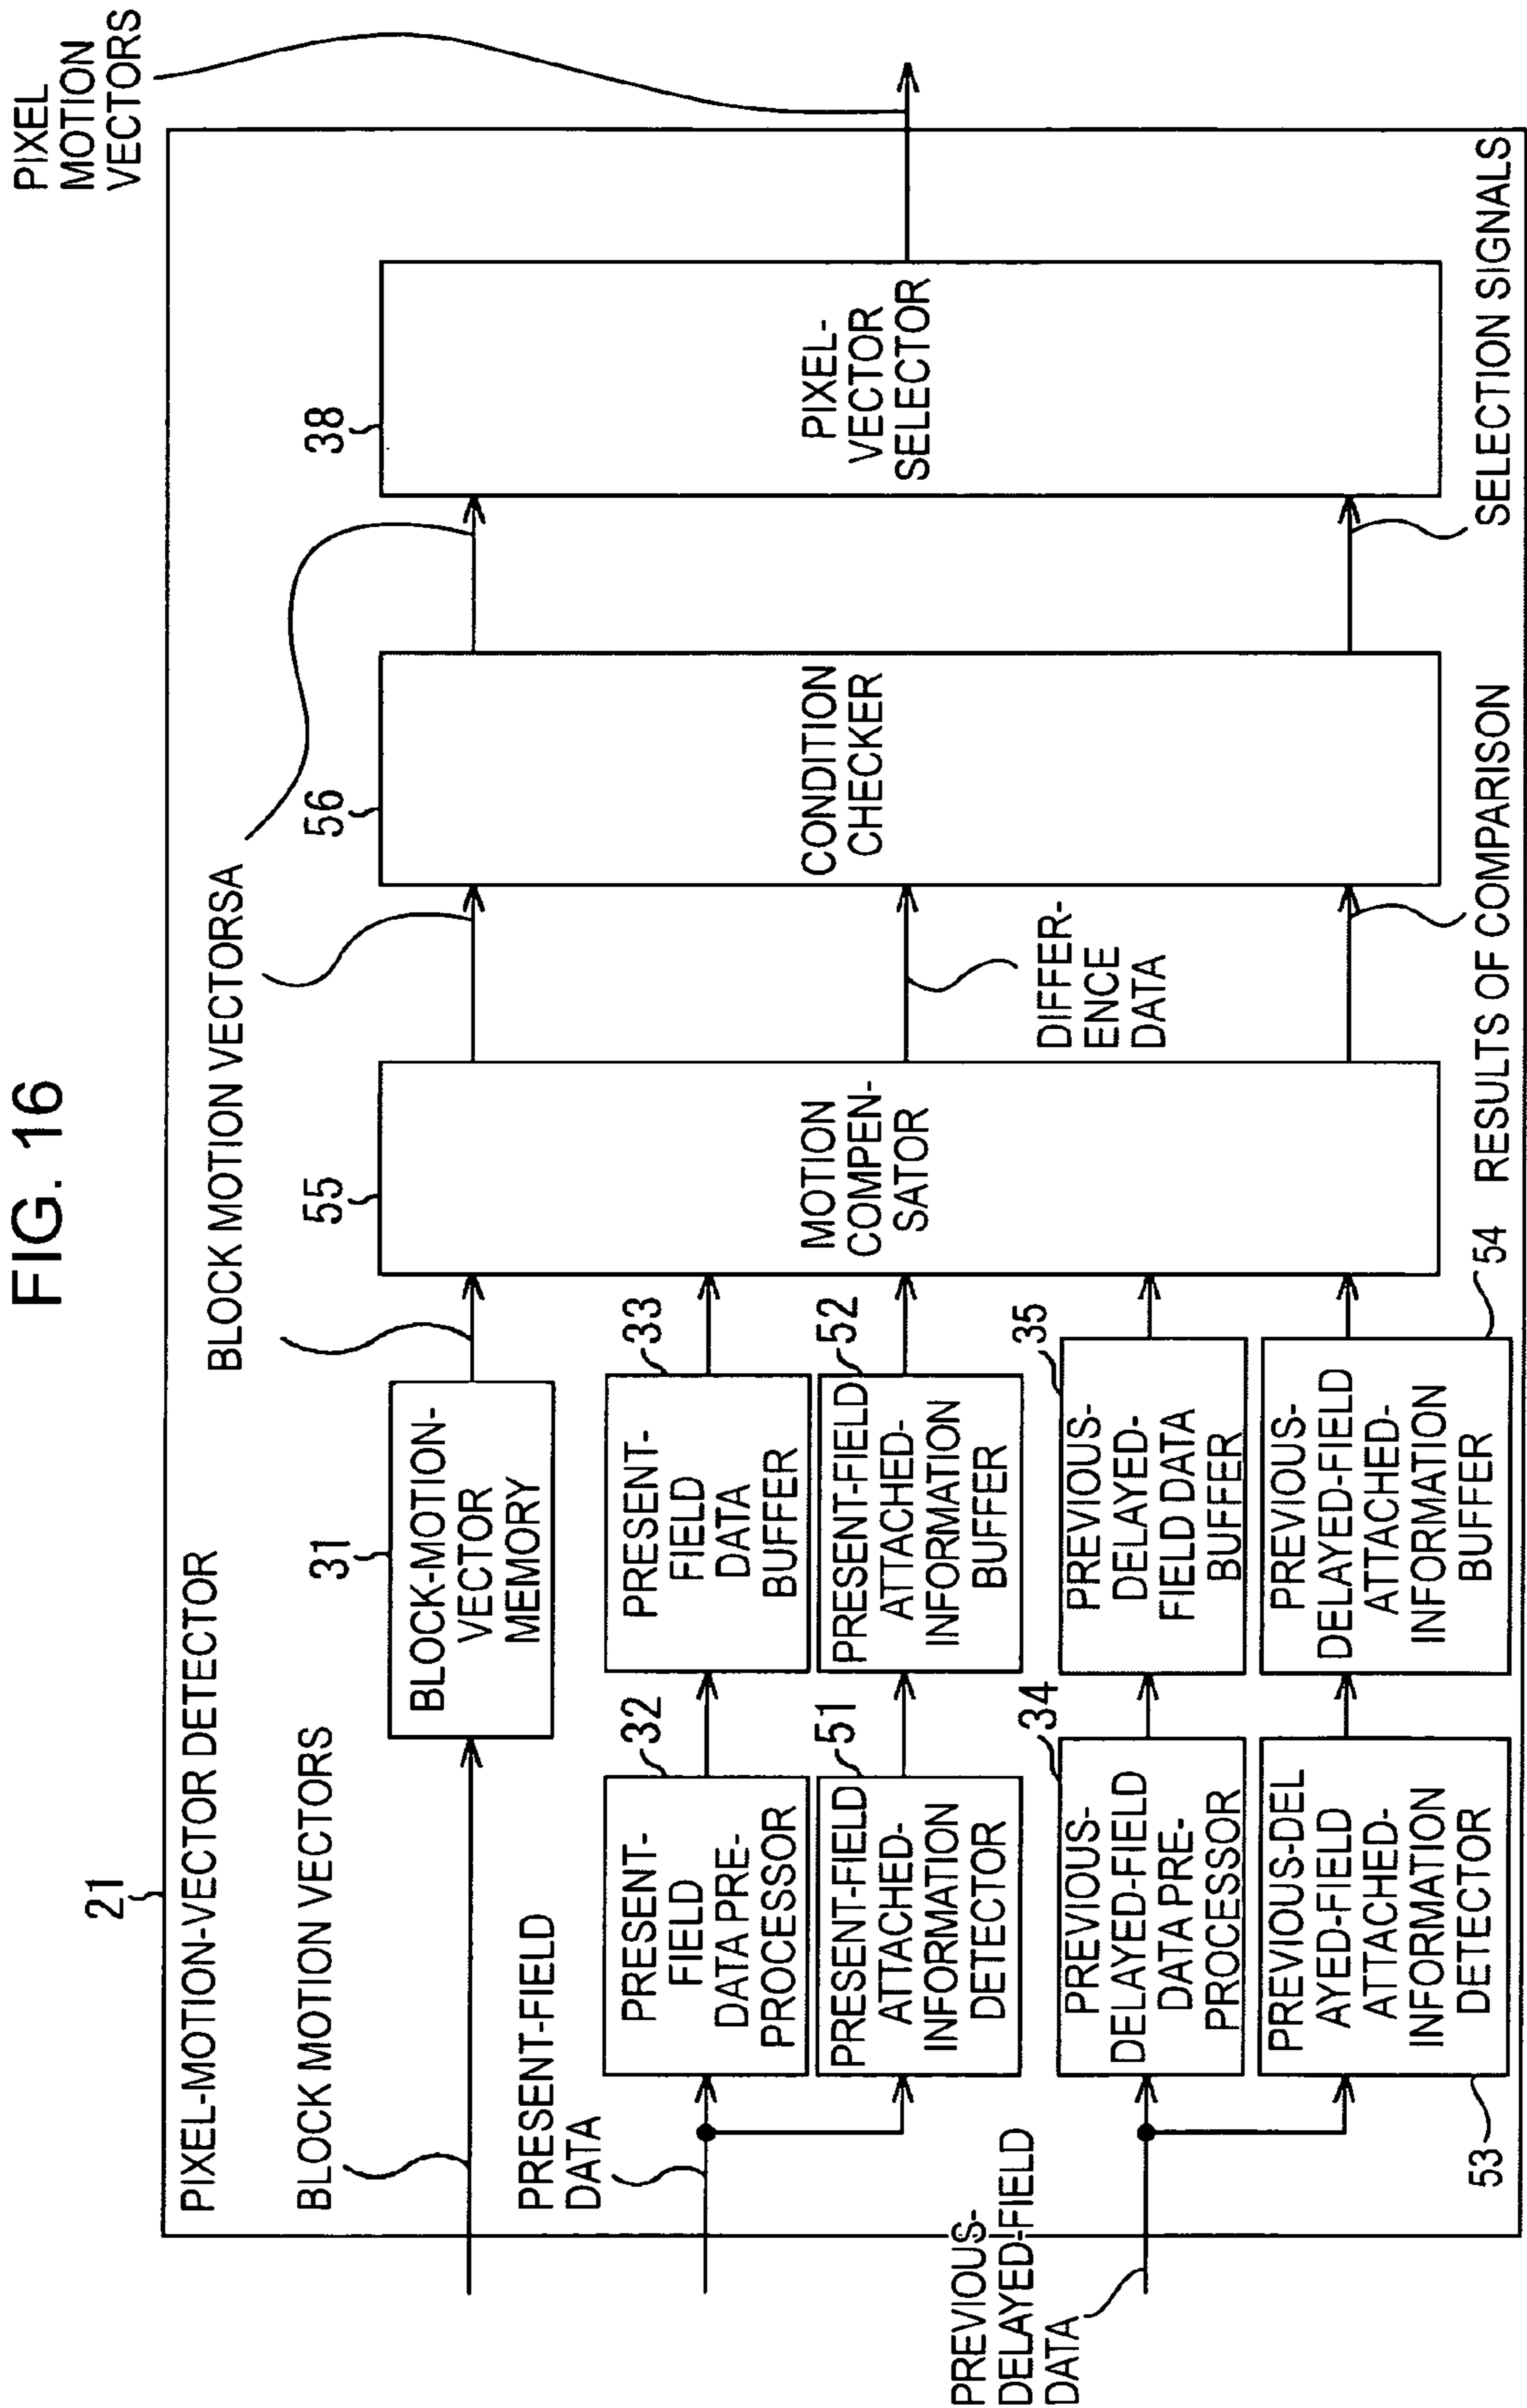 FIG. 16
21
PIXEL-MOTION-VECTOR DETECTOR
BLOCK MOTION VECTORS
31
BLOCK-MOTION-
VECTOR
MEMORY
BLOCK MOTION VECTORSA
PRESENT-FIELD
DATA
32
PRESENT-
FIELD
DATA PRE-
PROCESSOR
33
PRESENT-
FIELD
DATA
BUFFER
51
PRESENT-FIELD
ATTACHED-
INFORMATION
DETECTOR
52
PRESENT-FIELD
ATTACHED-
INFORMATION
BUFFER
PREVIOUS-
DELAYED-FIELD
DATA
34
PREVIOUS-
DELAYED-FIELD
DATA PRE-
PROCESSOR
35
PREVIOUS-
DELAYED-
FIELD DATA
BUFFER
53
PREVIOUS-DEL
AYED-FIELD
ATTACHED-
INFORMATION
DETECTOR
54
PREVIOUS-
DELAYED-FIELD
ATTACHED-
INFORMATION
BUFFER
55
MOTION
COMPEN-
SATOR
DIFFER-
ENCE
DATA
RESULTS OF COMPARISON
56
CONDITION
CHECKER
SELECTION SIGNALS
38
PIXEL-
VECTOR
SELECTOR
PIXEL
MOTION
VECTORS